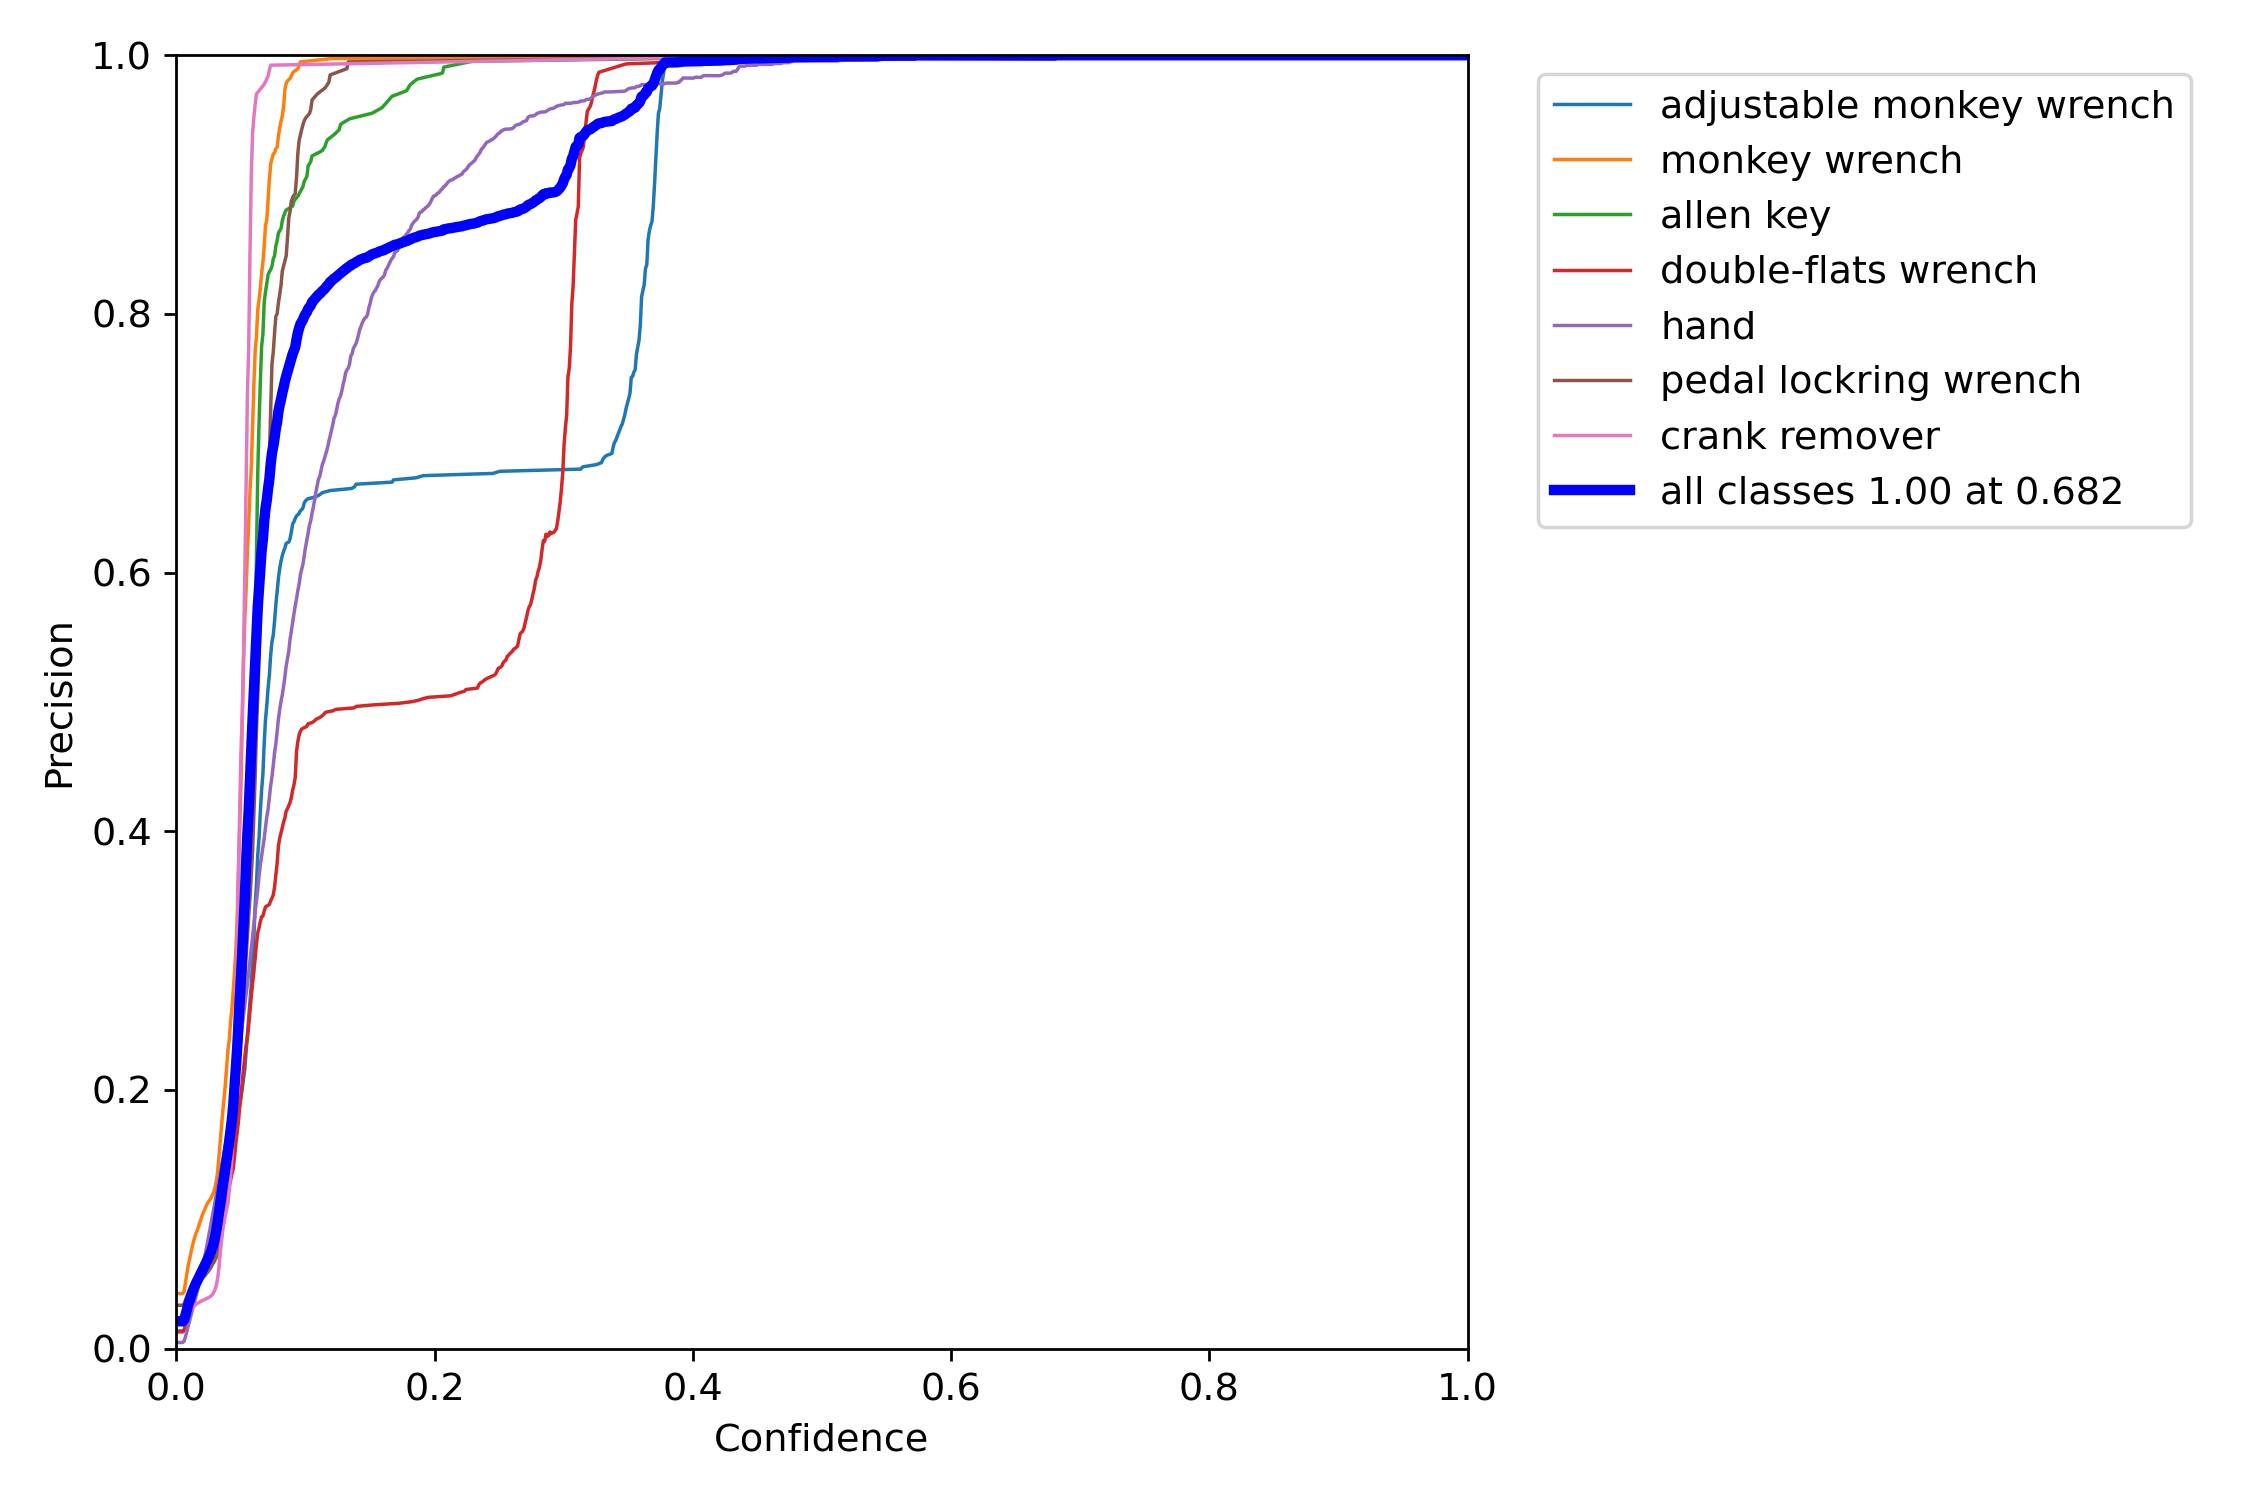 1.0
0.8
0.6
0.4
0.2
0.0
0.0 0.2 0.4 0.6 0.8 1.0
Precision
Confidence
adjustable monkey wrench
monkey wrench
allen key
double-flats wrench
hand
pedal lockring wrench
crank remover
all classes 1.00 at 0.682